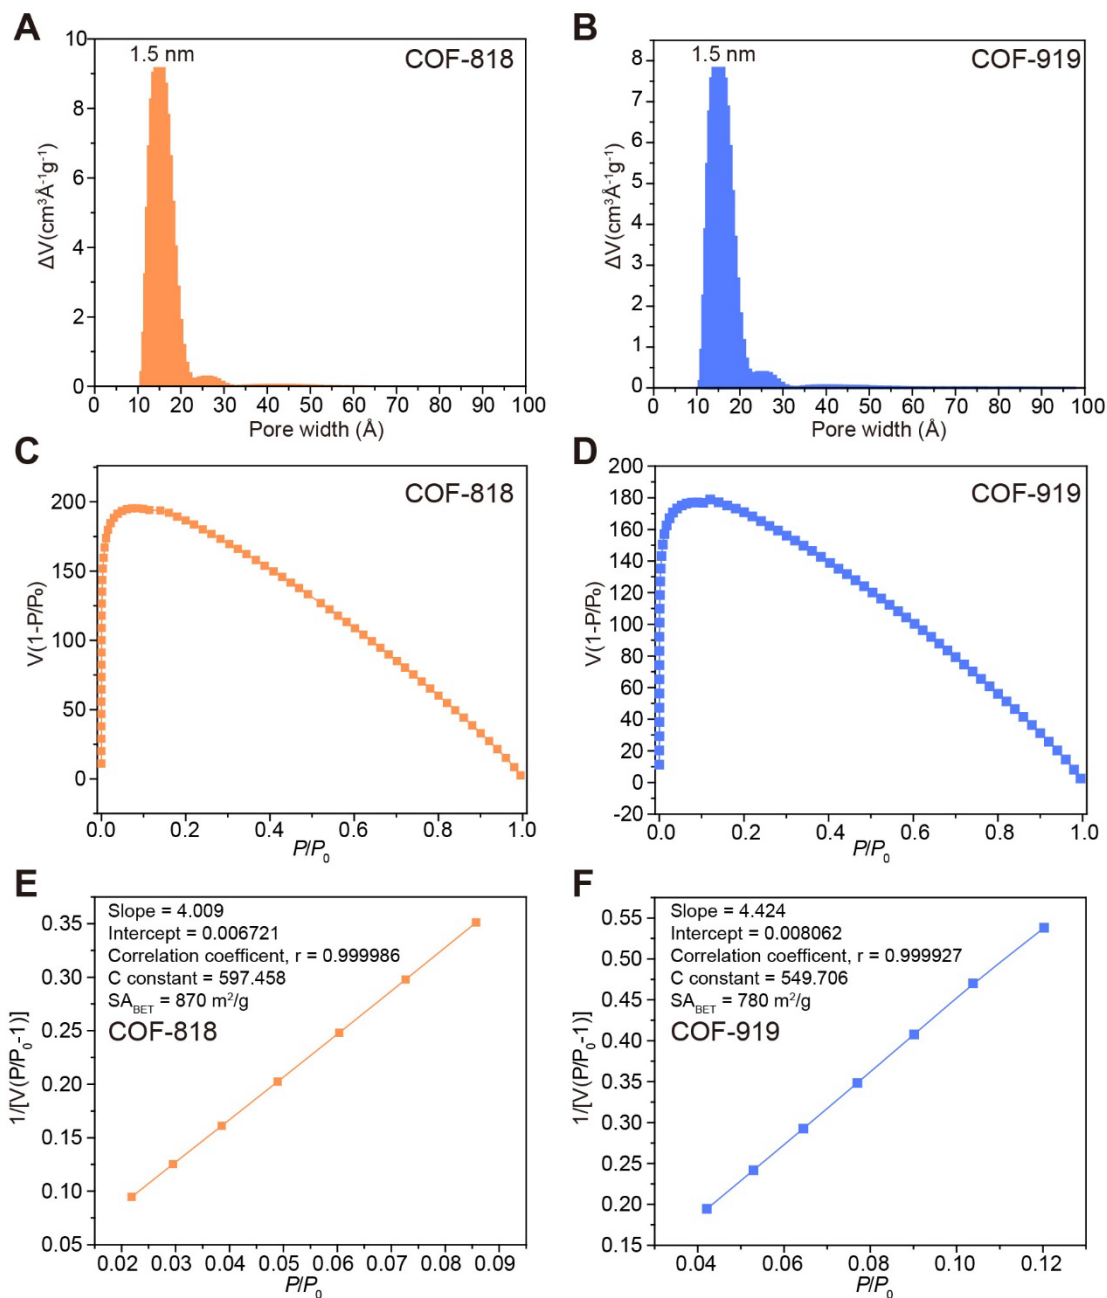 A
10
8
6
4
2
0
ΔV(cm³Å⁻¹g⁻¹)
1.5 nm
COF-818
0 10 20 30 40 50 60 70 80 90 100
Pore width (Å)
B
8
7
6
5
4
3
2
1
0
ΔV(cm³Å⁻¹g⁻¹)
1.5 nm
COF-919
0 10 20 30 40 50 60 70 80 90 100
Pore width (Å)
C
200
150
100
50
0
V(1-P/P₀)
COF-818
0.0 0.2 0.4 0.6 0.8 1.0
P/P₀
D
200
180
160
140
120
100
80
60
40
20
0
-20
V(1-P/P₀)
COF-919
0.0 0.2 0.4 0.6 0.8 1.0
P/P₀
E
0.35
0.30
0.25
0.20
0.15
0.10
0.05
1/[V(P/P₀-1)]
Slope = 4.009
Intercept = 0.006721
Correlation coefficent, r = 0.999986
C constant = 597.458
SA_BET = 870 m²/g
COF-818
0.02 0.03 0.04 0.05 0.06 0.07 0.08 0.09
P/P₀
F
0.55
0.50
0.45
0.40
0.35
0.30
0.25
0.20
0.15
1/[V(P/P₀-1)]
Slope = 4.424
Intercept = 0.008062
Correlation coefficent, r = 0.999927
C constant = 549.706
SA_BET = 780 m²/g
COF-919
0.04 0.06 0.08 0.10 0.12
P/P₀